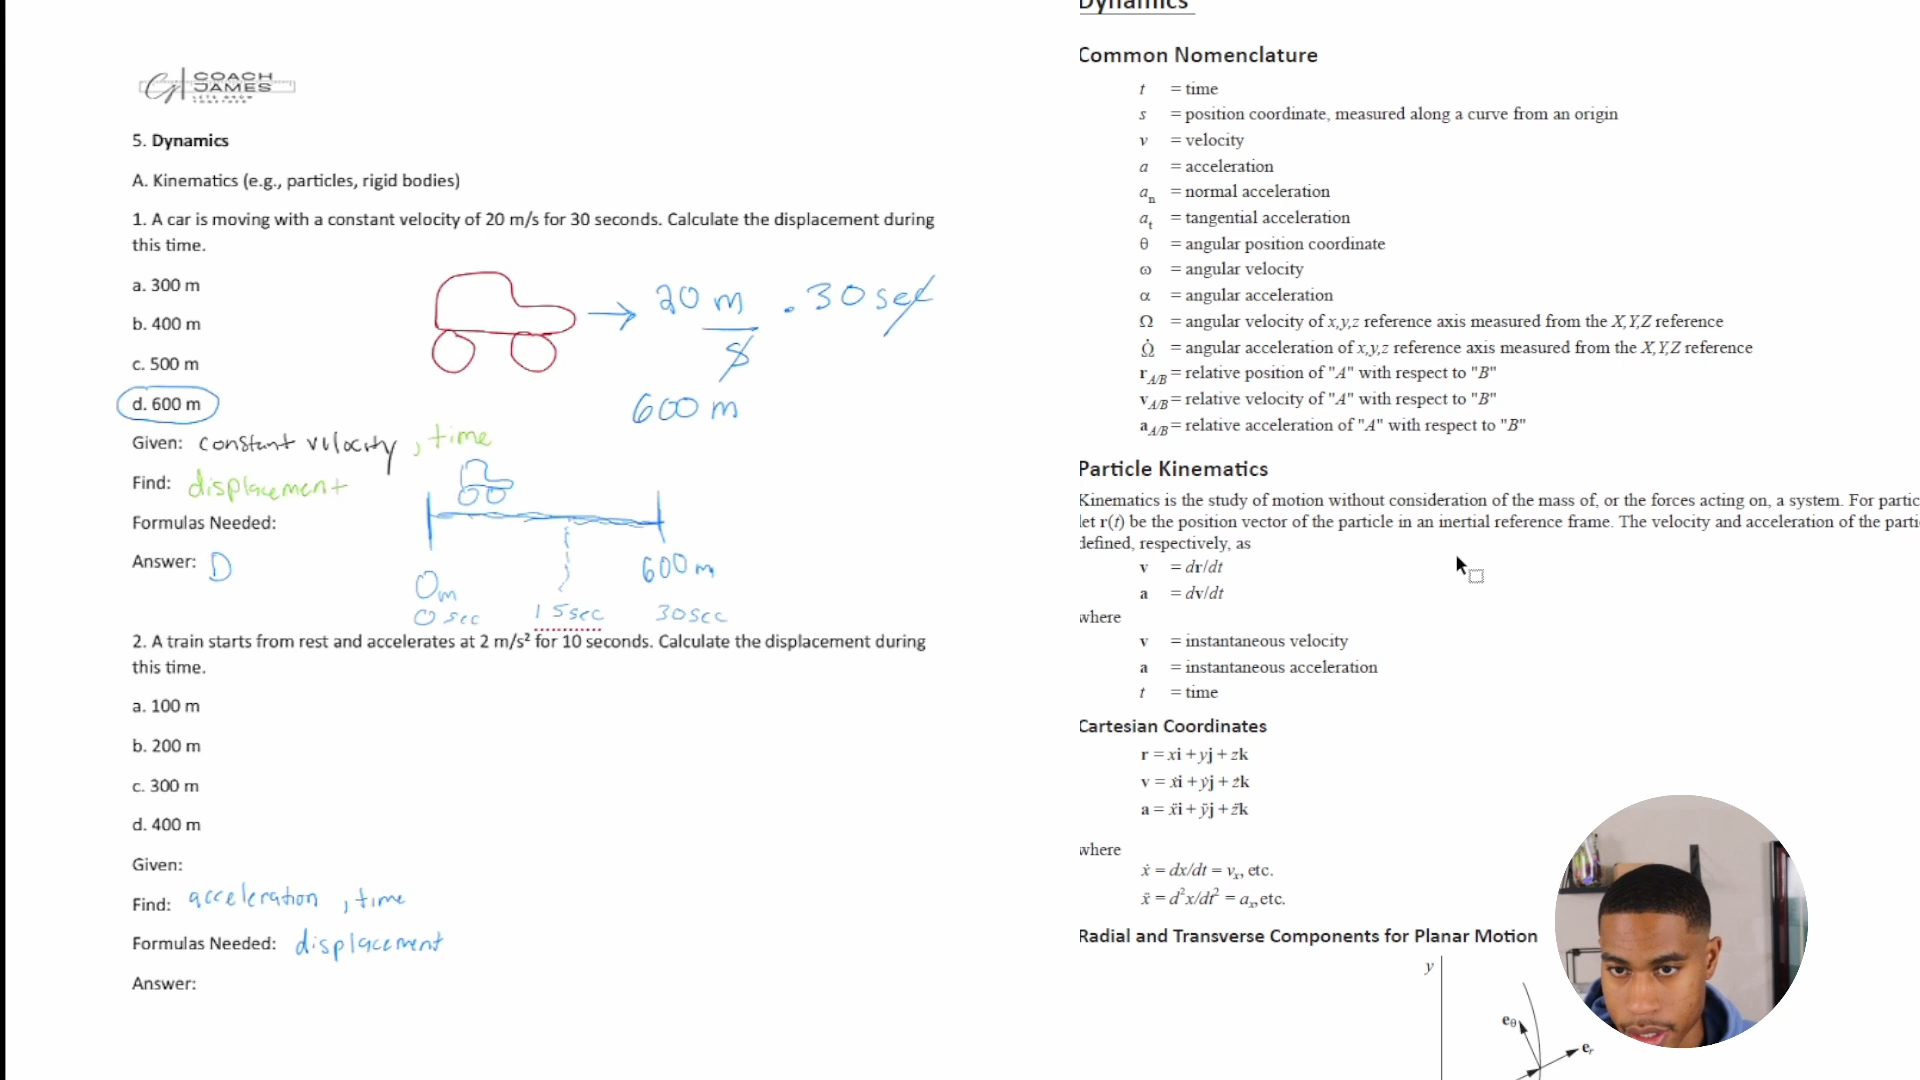 COACH
JAMES
LETS GROW
TOGETHER
5. Dynamics
A. Kinematics (e.g., particles, rigid bodies)
1. A car is moving with a constant velocity of 20 m/s for 30 seconds. Calculate the displacement during
this time.
a. 300 m
b. 400 m
c. 500 m
d. 600 m
20 m . 30 sec
s
600 m
Given: constant velocity, time
Find: displacement
Formulas Needed:
Answer: D
0m 600 m
0 sec 15 sec 30 sec
2. A train starts from rest and accelerates at 2 m/s² for 10 seconds. Calculate the displacement during
this time.
a. 100 m
b. 200 m
c. 300 m
d. 400 m
Given:
Find: acceleration, time
Formulas Needed: displacement
Answer:
Dynamics
Common Nomenclature
t = time
s = position coordinate, measured along a curve from an origin
v = velocity
a = acceleration
aₙ = normal acceleration
aₜ = tangential acceleration
θ = angular position coordinate
ω = angular velocity
α = angular acceleration
Ω = angular velocity of x,y,z reference axis measured from the X,Y,Z reference
Ω̇ = angular acceleration of x,y,z reference axis measured from the X,Y,Z reference
r_A/B = relative position of "A" with respect to "B"
v_A/B = relative velocity of "A" with respect to "B"
a_A/B = relative acceleration of "A" with respect to "B"
Particle Kinematics
Kinematics is the study of motion without consideration of the mass of, or the forces acting on, a system. For partic
let r(t) be the position vector of the particle in an inertial reference frame. The velocity and acceleration of the parti
defined, respectively, as
v = dr/dt
a = dv/dt
where
v = instantaneous velocity
a = instantaneous acceleration
t = time
Cartesian Coordinates
r = xi + yj + zk
v = ẋi + ẏj + żk
a = ẍi + ÿj + z̈k
where
ẋ = dx/dt = vₓ, etc.
ẍ = d²x/dt² = aₓ, etc.
Radial and Transverse Components for Planar Motion
y
eθ
eᵣ